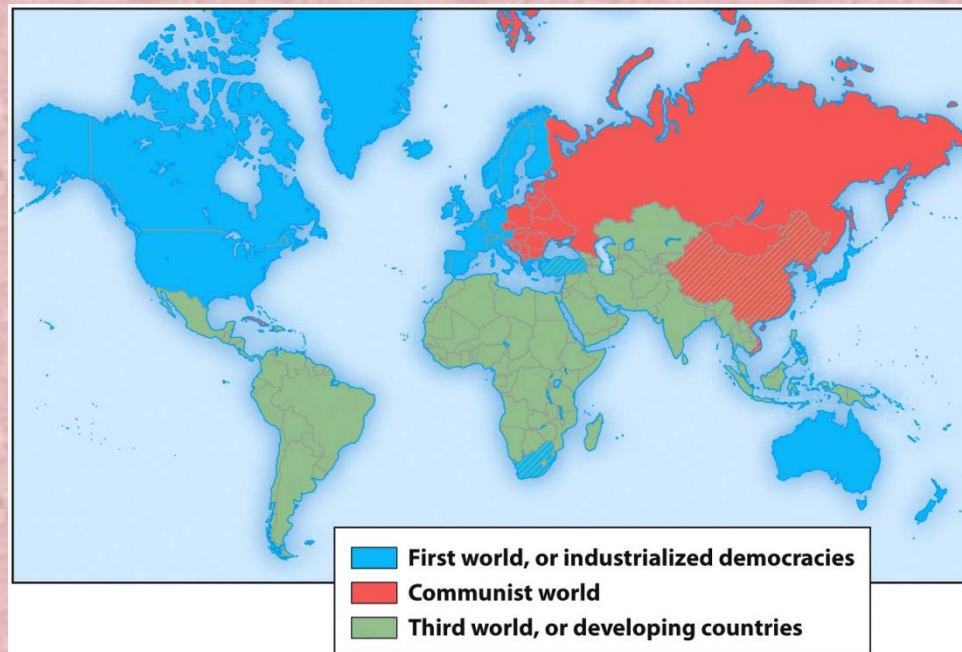 First world, or industrialized democracies
Communist world
Third world, or developing countries